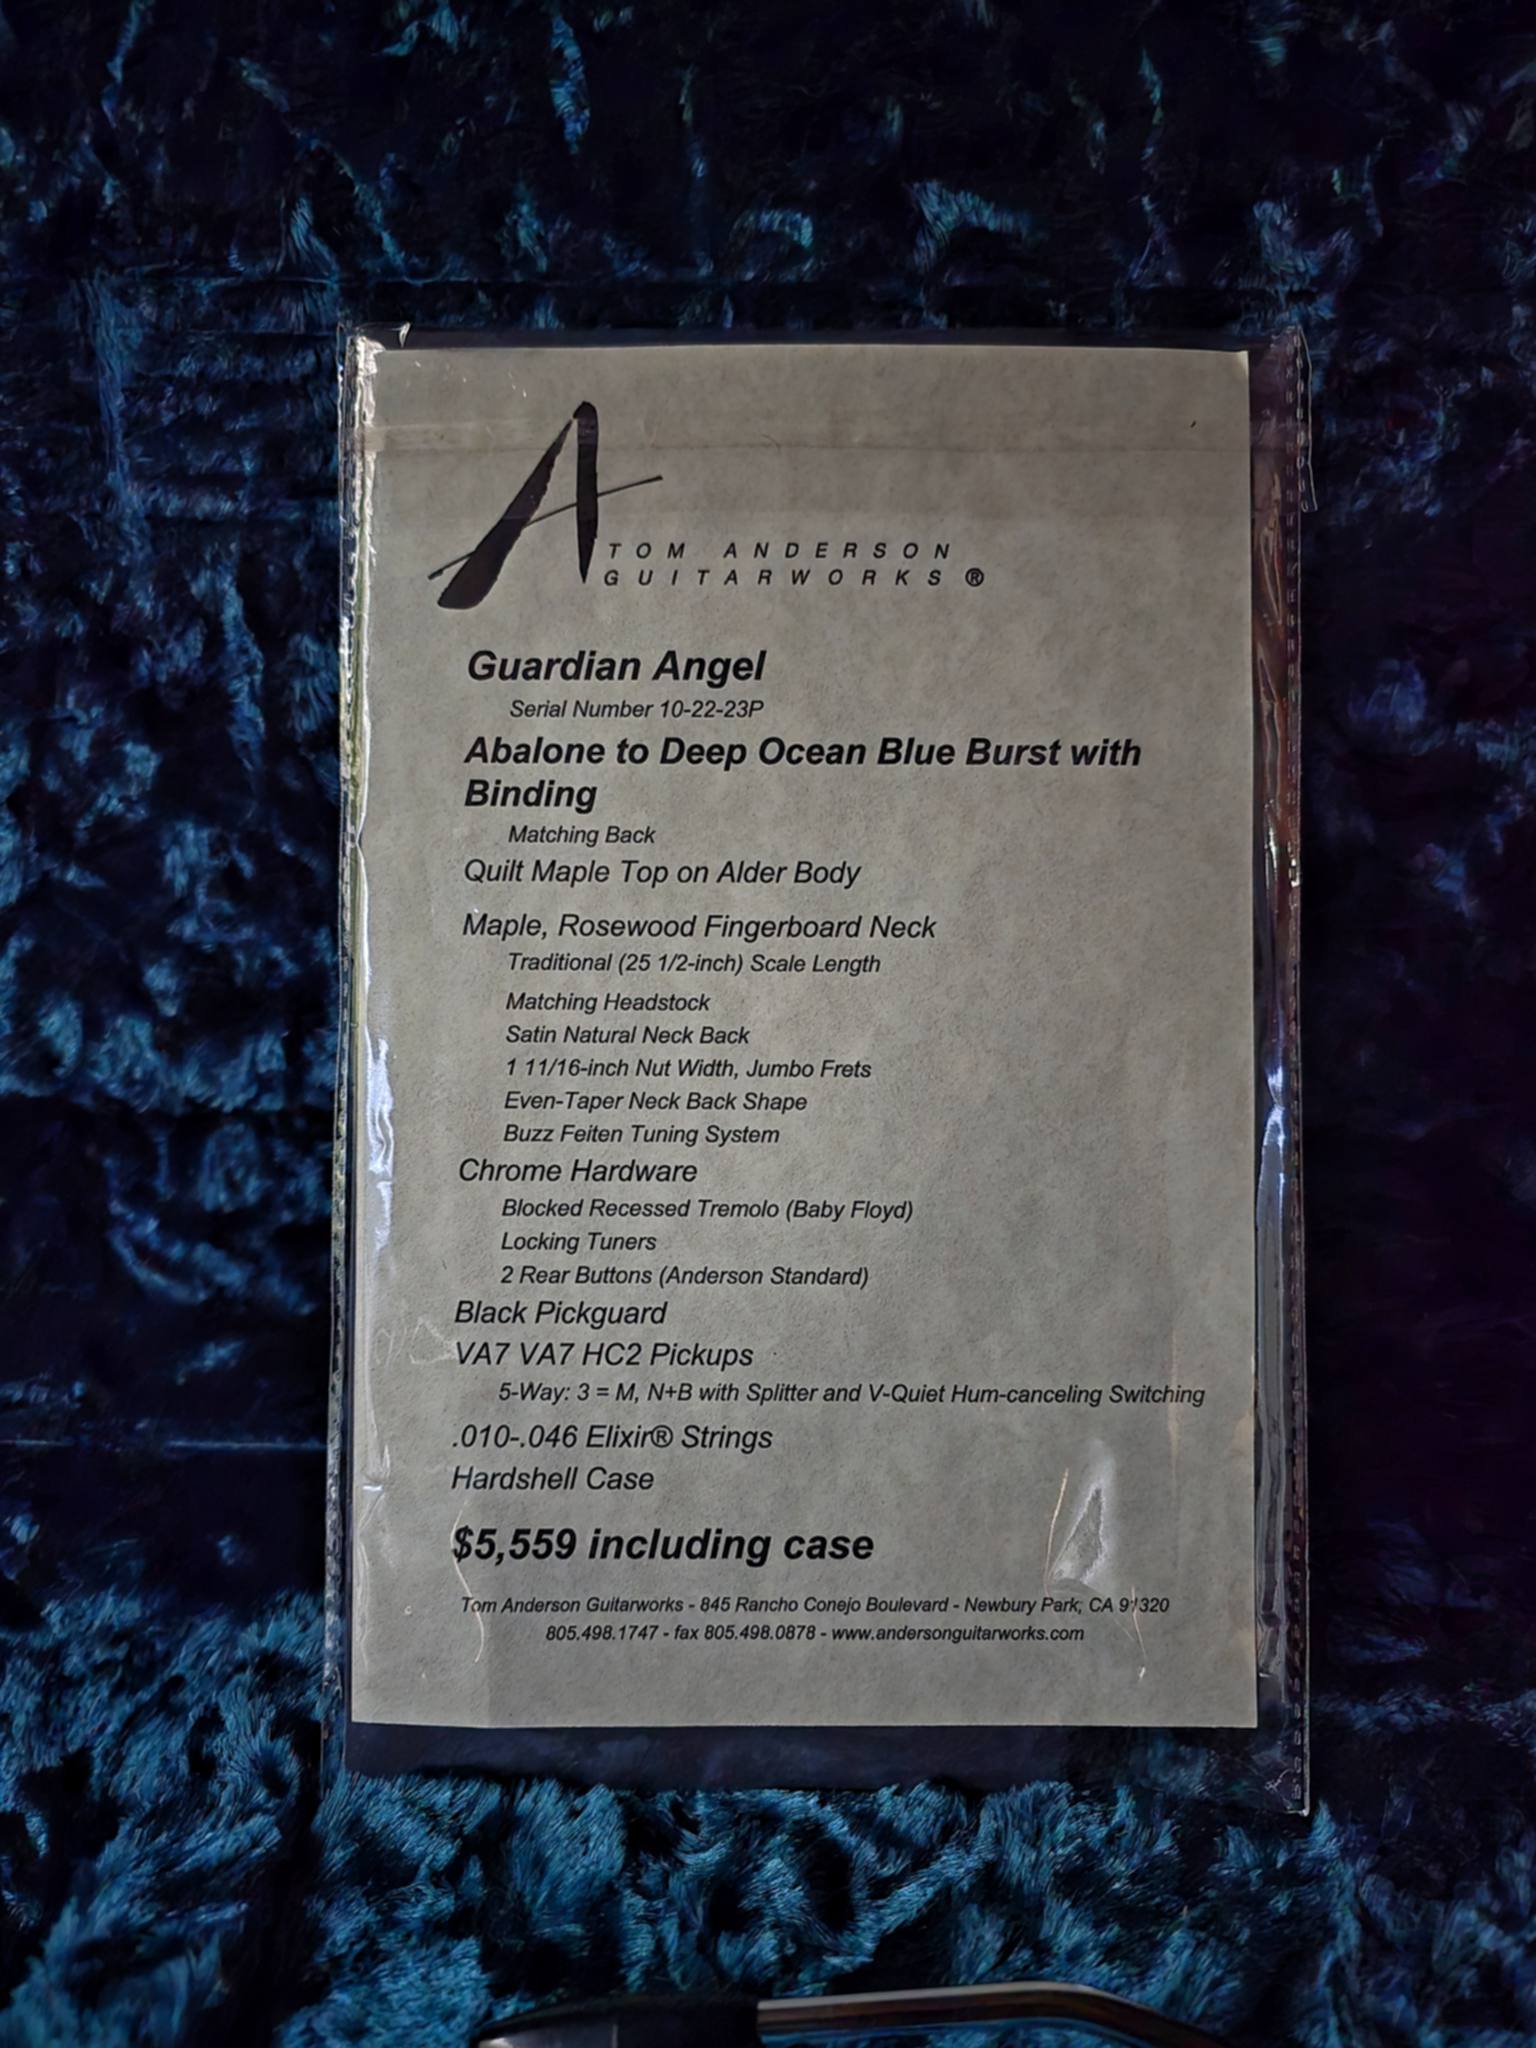 TOM ANDERSON
GUITARWORKS ®
Guardian Angel
Serial Number 10-22-23P
Abalone to Deep Ocean Blue Burst with
Binding
Matching Back
Quilt Maple Top on Alder Body
Maple, Rosewood Fingerboard Neck
Traditional (25 1/2-inch) Scale Length
Matching Headstock
Satin Natural Neck Back
1 11/16-inch Nut Width, Jumbo Frets
Even-Taper Neck Back Shape
Buzz Feiten Tuning System
Chrome Hardware
Blocked Recessed Tremolo (Baby Floyd)
Locking Tuners
2 Rear Buttons (Anderson Standard)
Black Pickguard
VA7 VA7 HC2 Pickups
5-Way: 3 = M, N+B with Splitter and V-Quiet Hum-canceling Switching
.010-.046 Elixir® Strings
Hardshell Case
$5,559 including case
Tom Anderson Guitarworks - 845 Rancho Conejo Boulevard - Newbury Park, CA 91320
805.498.1747 - fax 805.498.0878 - www.andersonguitarworks.com